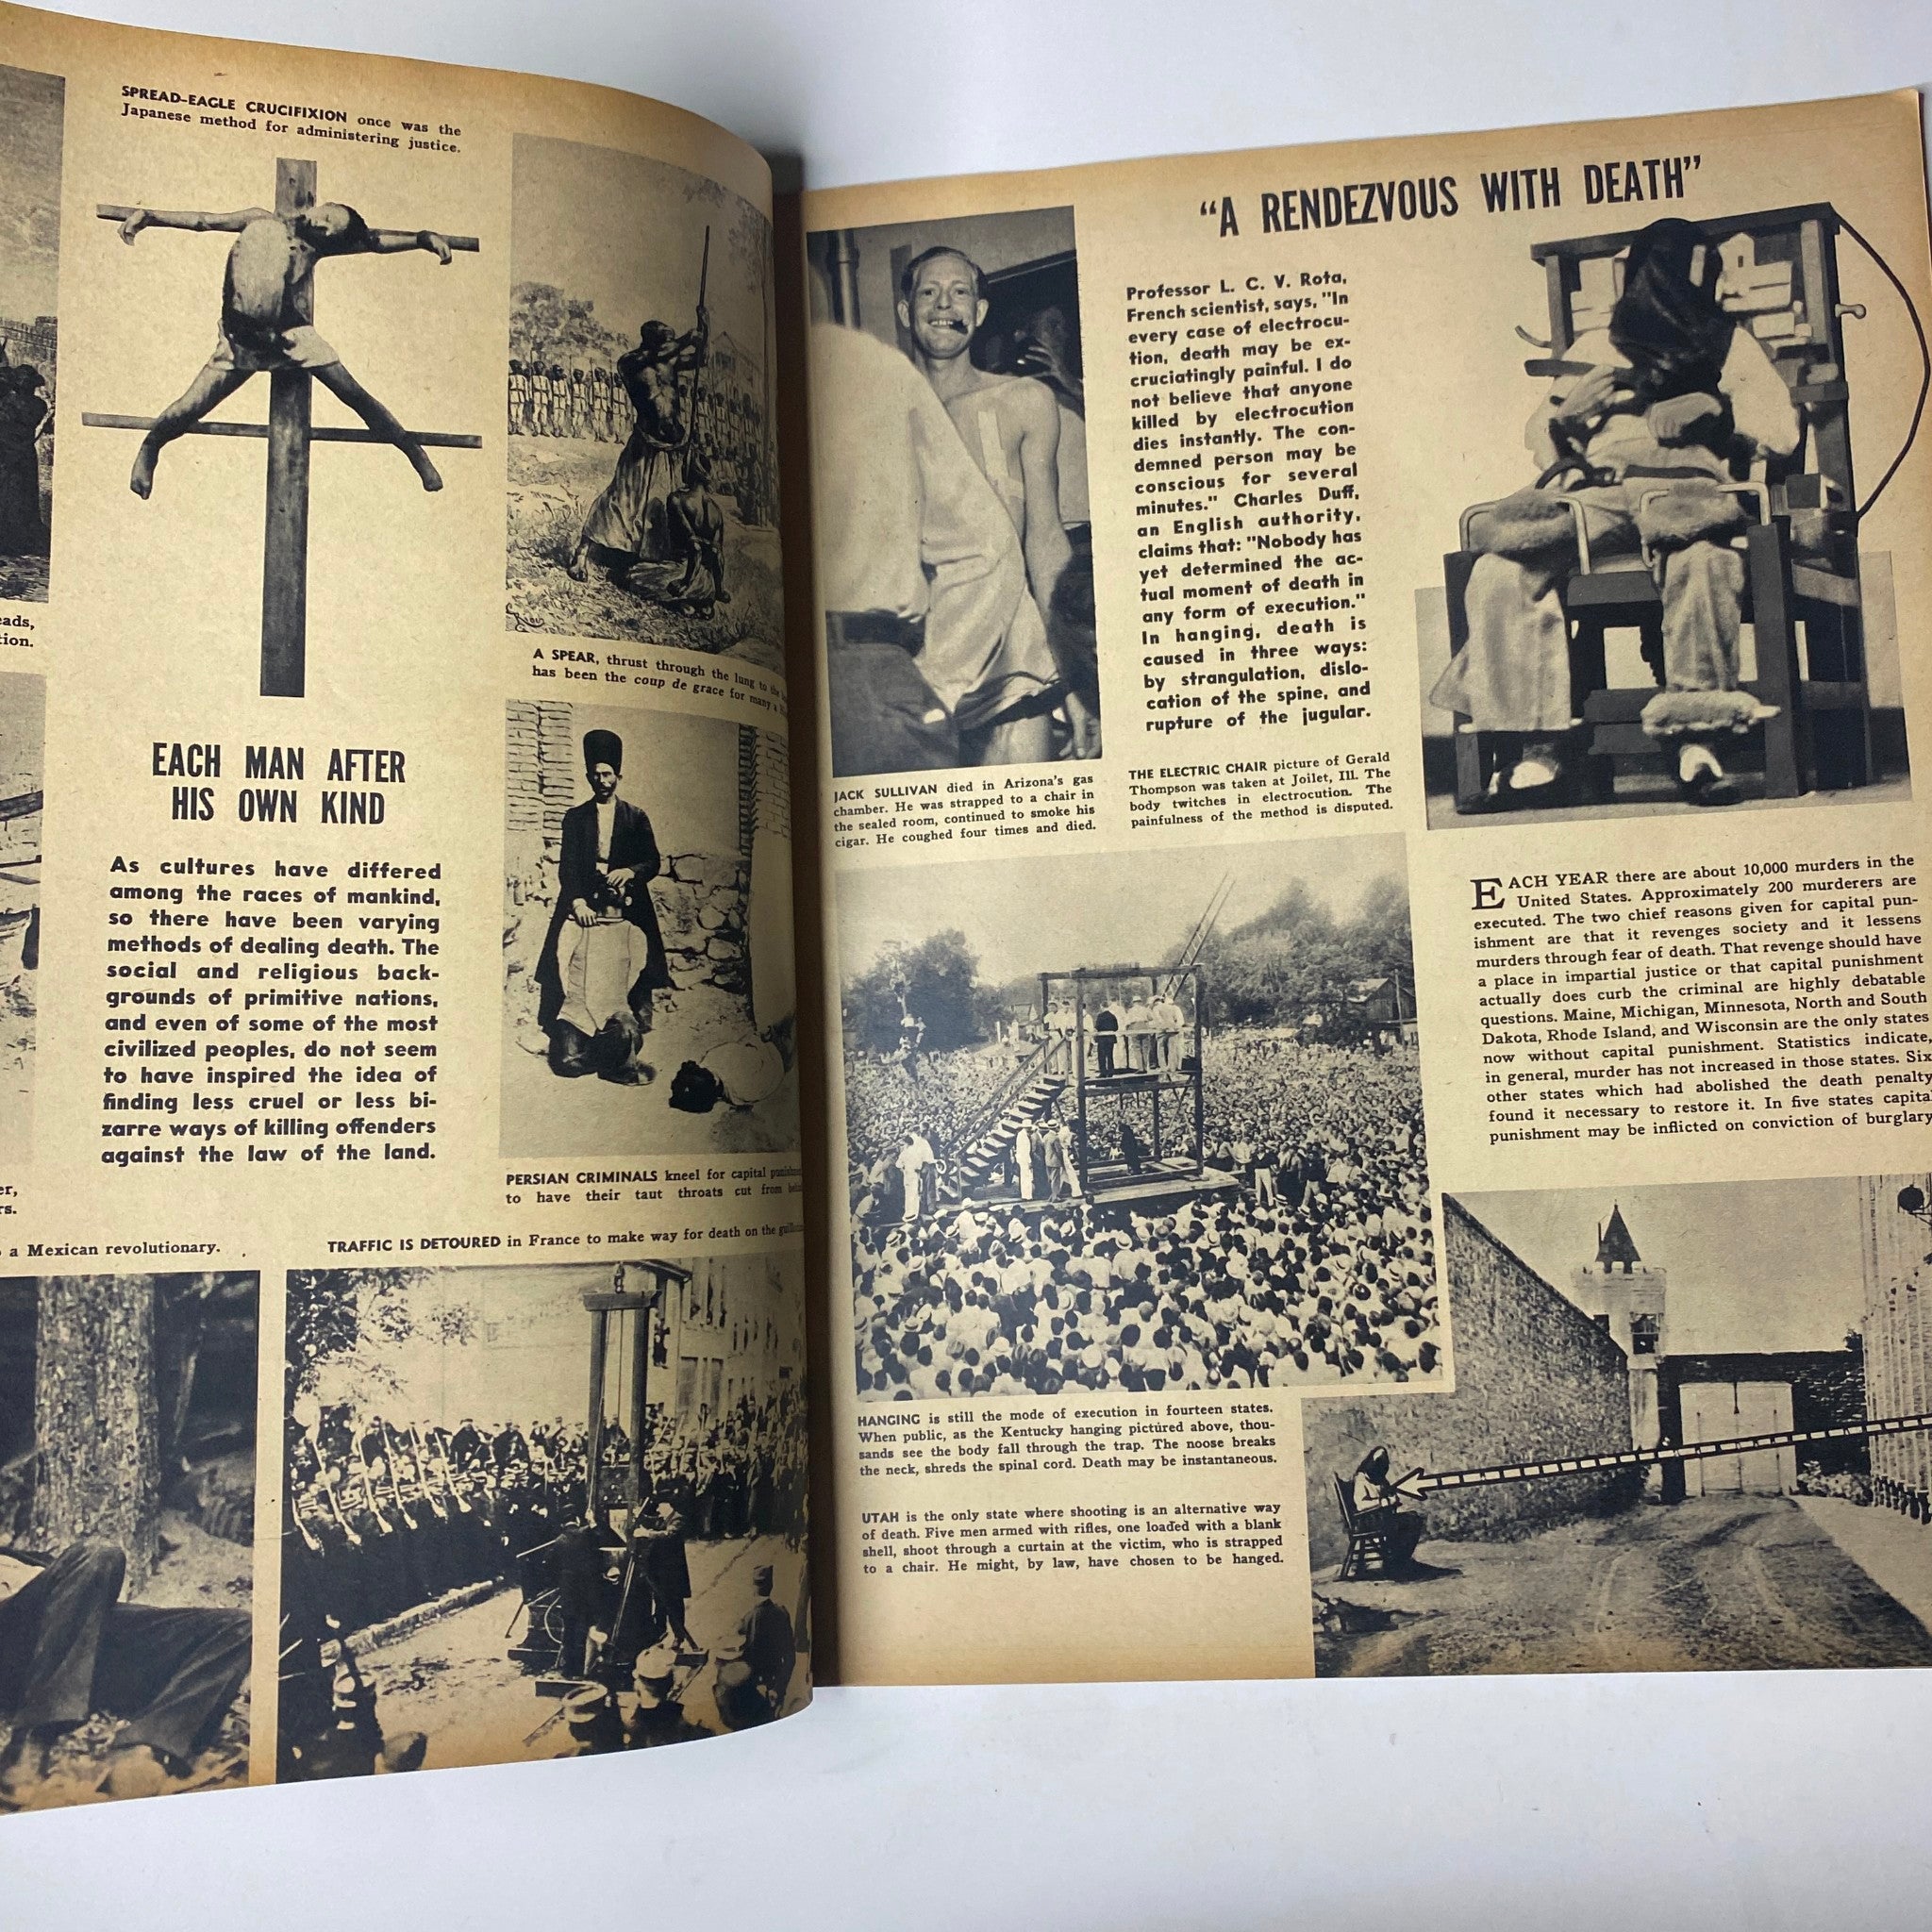 SPREAD-EAGLE CRUCIFIXION once was the
Japanese method for administering justice.
eads,
tion.
A SPEAR, thrust through the lung to the
has been the coup de grace for many a
EACH MAN AFTER
HIS OWN KIND
As cultures have differed
among the races of mankind,
so there have been varying
methods of dealing death. The
social and religious back-
grounds of primitive nations,
and even of some of the most
civilized peoples, do not seem
to have inspired the idea of
finding less cruel or less bi-
zarre ways of killing offenders
against the law of the land.
PERSIAN CRIMINALS kneel for capital
to have their taut throats cut from
er,
rs.
a Mexican revolutionary.
TRAFFIC IS DETOURED in France to make way for death on the
"A RENDEZVOUS WITH DEATH"
Professor L. C. V. Rota,
French scientist, says, "In
every case of electrocu-
tion, death may be ex-
cruciatingly painful. I do
not believe that anyone
killed by electrocution
dies instantly. The con-
demned person may be
conscious for several
minutes." Charles Duff,
an English authority,
claims that: "Nobody has
yet determined the ac-
tual moment of death in
any form of execution."
In hanging, death is
caused in three ways:
by strangulation, dislo-
cation of the spine, and
rupture of the jugular.
JACK SULLIVAN died in Arizona's gas
chamber. He was strapped to a chair in
the sealed room, continued to smoke his
cigar. He coughed four times and died.
THE ELECTRIC CHAIR picture of Gerald
Thompson was taken at Joilet, Ill. The
body twitches in electrocution. The
painfulness of the method is disputed.
EACH YEAR there are about 10,000 murders in the
United States. Approximately 200 murderers are
executed. The two chief reasons given for capital pun-
ishment are that it revenges society and it lessens
murders through fear of death. That revenge should have
a place in impartial justice or that capital punishment
actually does curb the criminal are highly debatable
questions. Maine, Michigan, Minnesota, North and South
Dakota, Rhode Island, and Wisconsin are the only states
now without capital punishment. Statistics indicate,
in general, murder has not increased in those states. Six
other states which had abolished the death penalty
found it necessary to restore it. In five states capital
punishment may be inflicted on conviction of burglary
HANGING is still the mode of execution in fourteen states.
When public, as the Kentucky hanging pictured above, thou-
sands see the body fall through the trap. The noose breaks
the neck, shreds the spinal cord. Death may be instantaneous.
UTAH is the only state where shooting is an alternative way
of death. Five men armed with rifles, one loaded with a blank
shell, shoot through a curtain at the victim, who is strapped
to a chair. He might, by law, have chosen to be hanged.